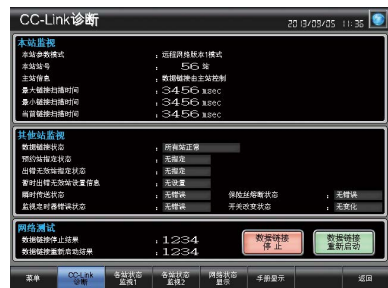 CC-Link诊断 2013/09/05 11:36
本站监视
本站参数模式 : 远程网络版本1模式
本站站号 : 56 站
主站信息 : 数据链接由主站控制
最大链接扫描时间 : 3456 msec
最小链接扫描时间 : 3456 msec
当前链接扫描时间 : 3456 msec
其他站监视
数据链接状态 : 所有站正常
预约站指定状态 : 无指定
出错无效站指定状态 : 无指定
暂时出错无效站设置信息 : 无设置
瞬时传送状态 : 无错误 保险丝熔断状态 : 无错误
监视定时器错误状态 : 无错误 开关改变状态 : 无变化
网络测试
数据链接停止结果 : 1234
数据链接重新启动结果 : 1234
数据链接
停 止
数据链接
重新启动
菜单 CC-Link诊断 各站状态监视1 各站状态监视2 网络状态显示 手册显示 返回